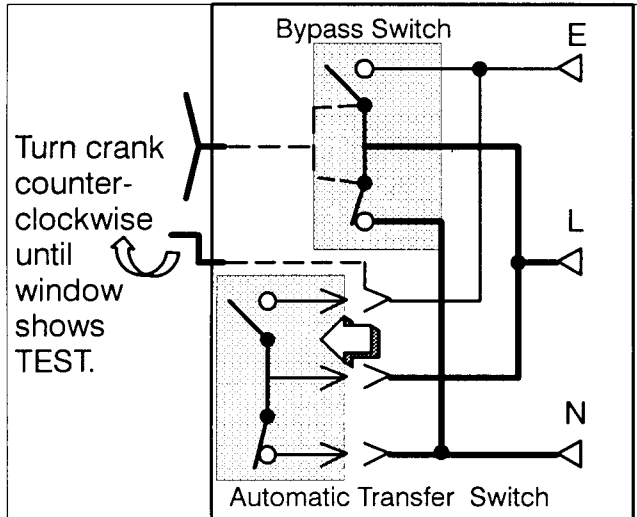 Bypass Switch
E
Turn crank
counter-
clockwise
until
window
shows
TEST.
L
N
Automatic Transfer Switch